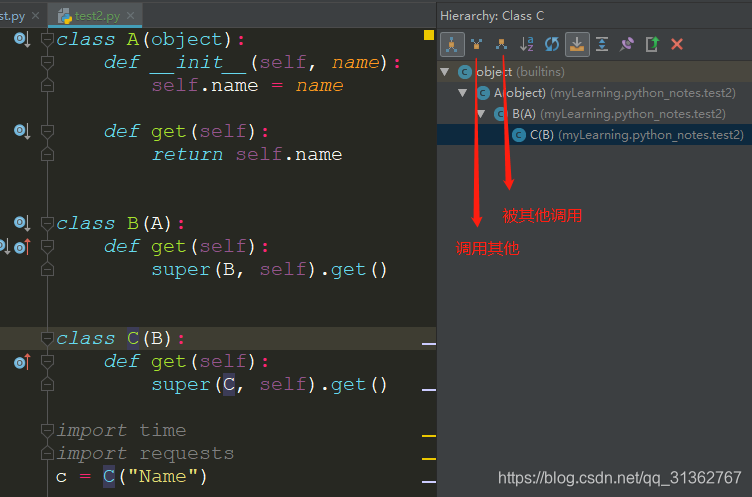 st.py × test2.py ×
class A(object):
def __init__(self, name):
self.name = name
def get(self):
return self.name
class B(A):
def get(self):
super(B, self).get()
class C(B):
def get(self):
super(C, self).get()
import time
import requests
c = C("Name")
Hierarchy: Class C
object (builtins)
A(object) (myLearning.python_notes.test2)
B(A) (myLearning.python_notes.test2)
C(B) (myLearning.python_notes.test2)
被其他调用
调用其他
https://blog.csdn.net/qq_31362767